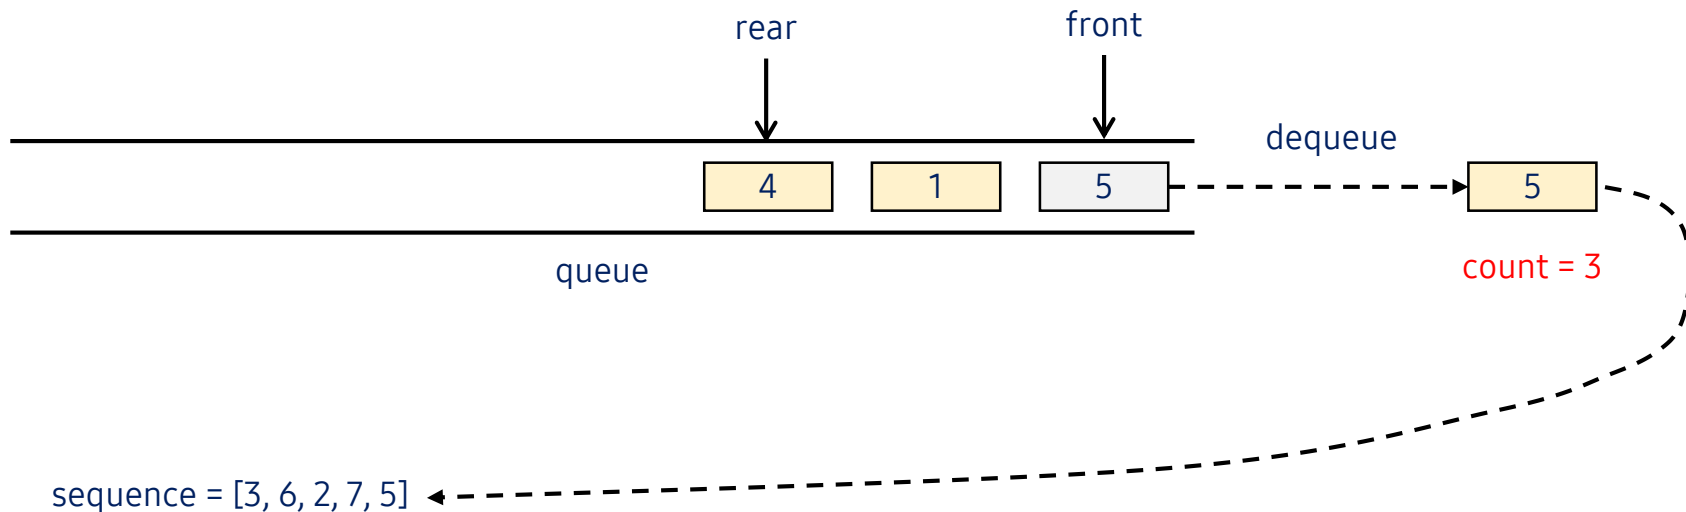 rear
front
dequeue
4
1
5
5
queue
count = 3
sequence = [3, 6, 2, 7, 5]